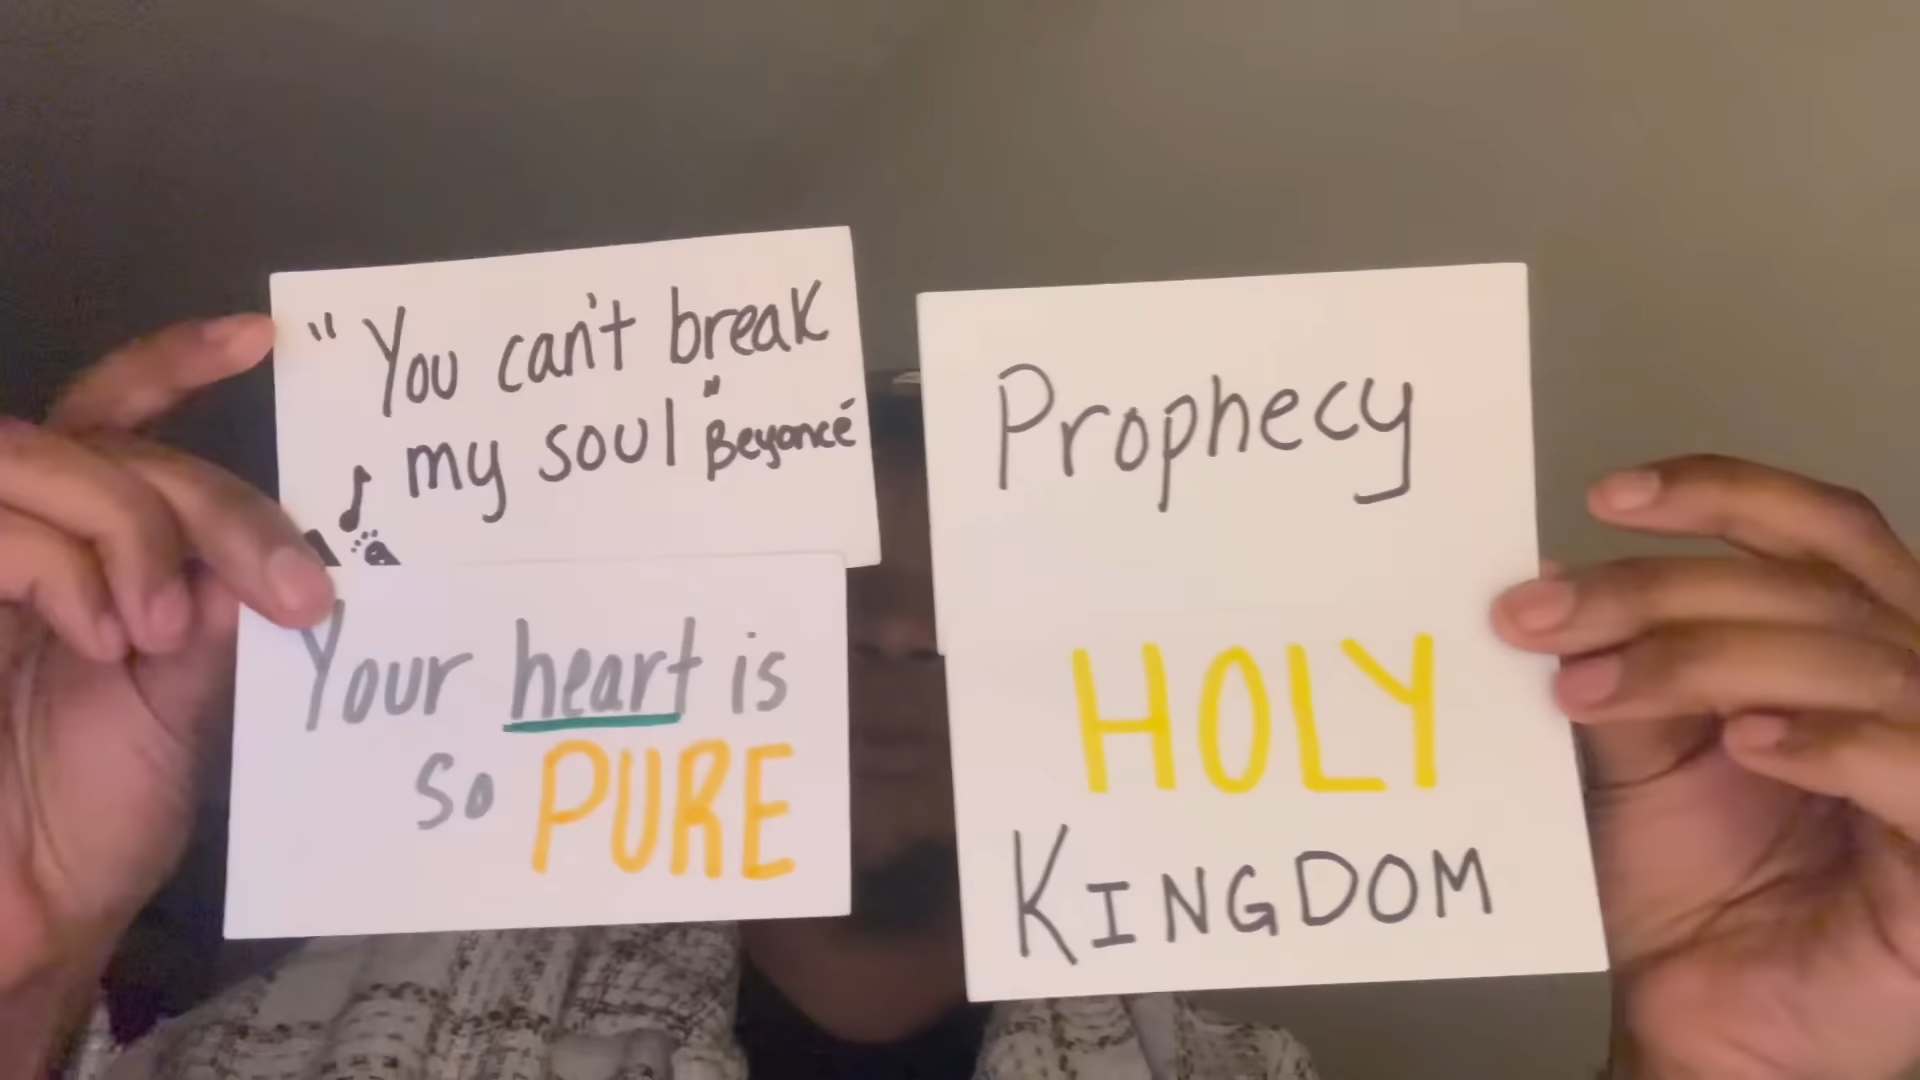 "You can't break
my soul" Beyoncé
Your heart is
so PURE
Prophecy
HOLY
KINGDOM